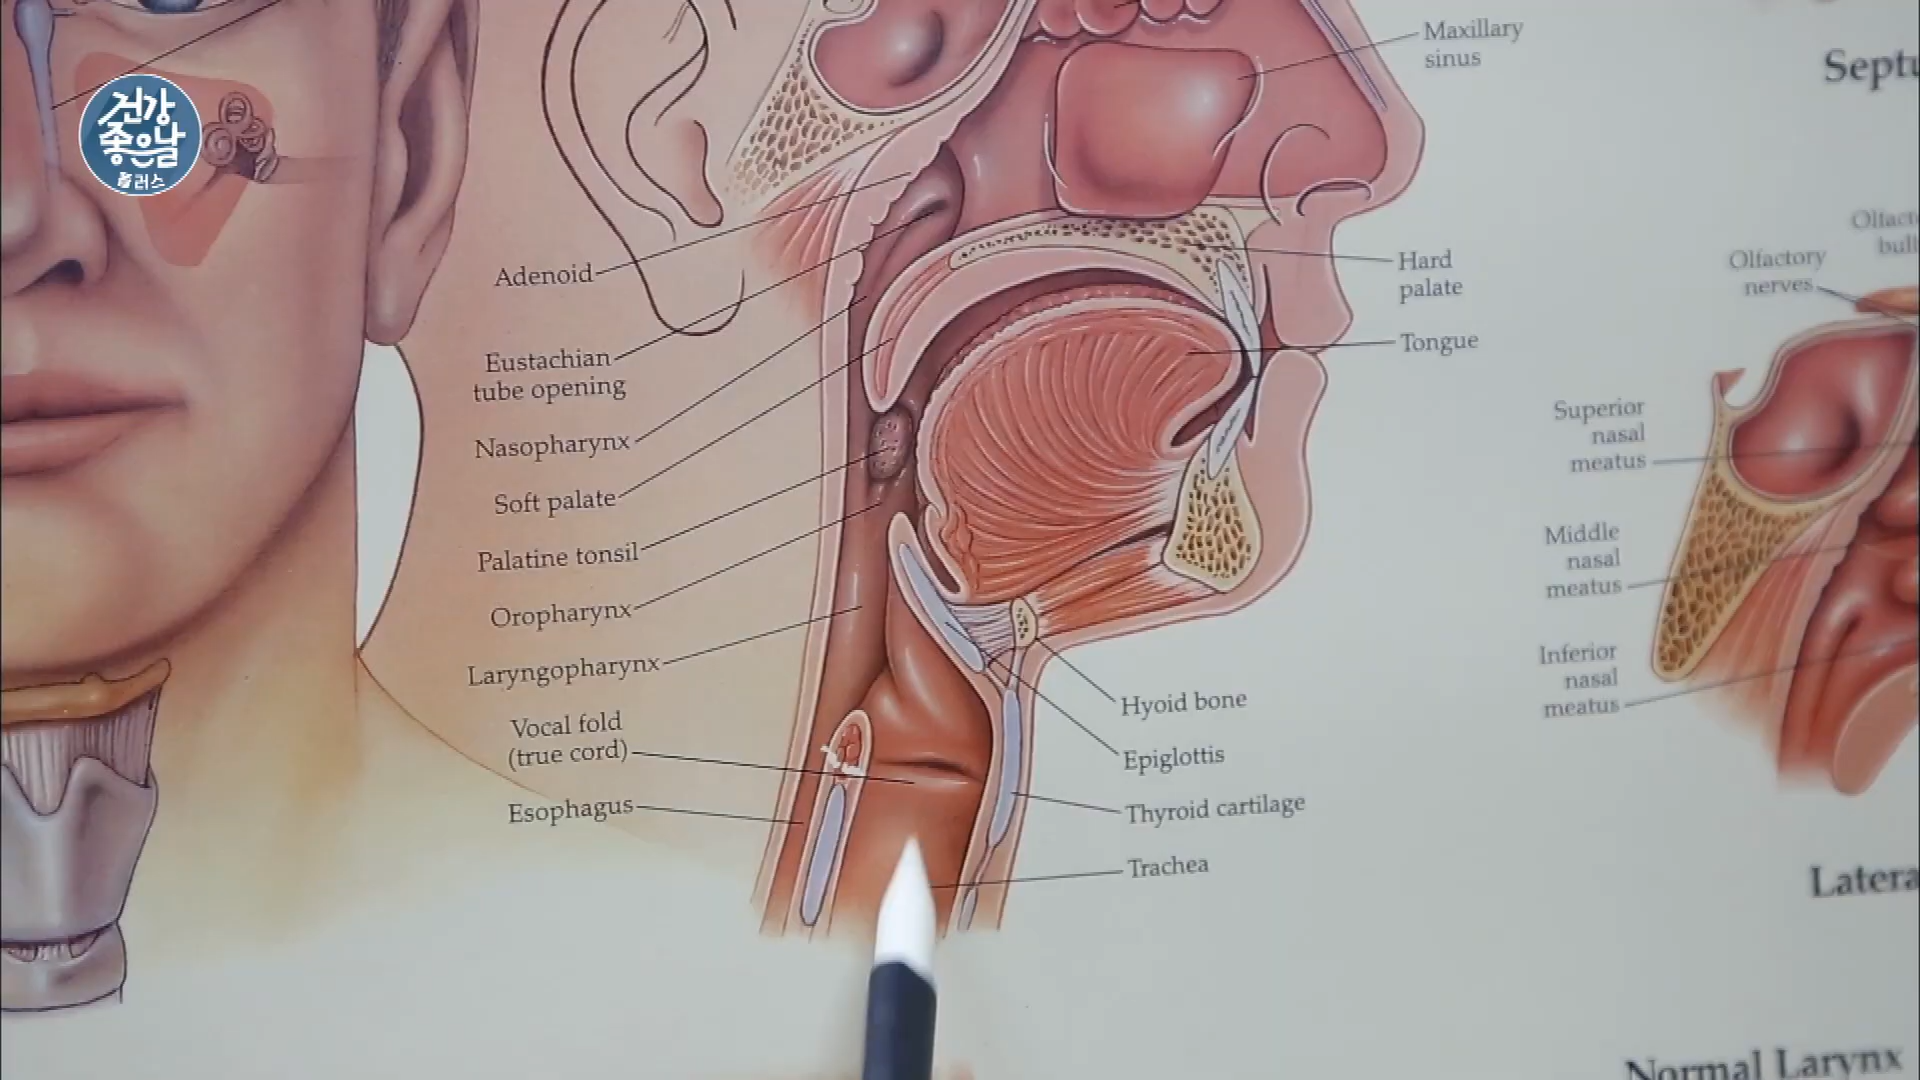 건강
좋은날
플러스
Maxillary
sinus
Adenoid
Eustachian
tube opening
Nasopharynx
Soft palate
Palatine tonsil
Oropharynx
Laryngopharynx
Vocal fold
(true cord)
Esophagus
Hard
palate
Tongue
Hyoid bone
Epiglottis
Thyroid cartilage
Trachea
Olfactory
nerves
Superior
nasal
meatus
Middle
nasal
meatus
Inferior
nasal
meatus
Normal Larynx